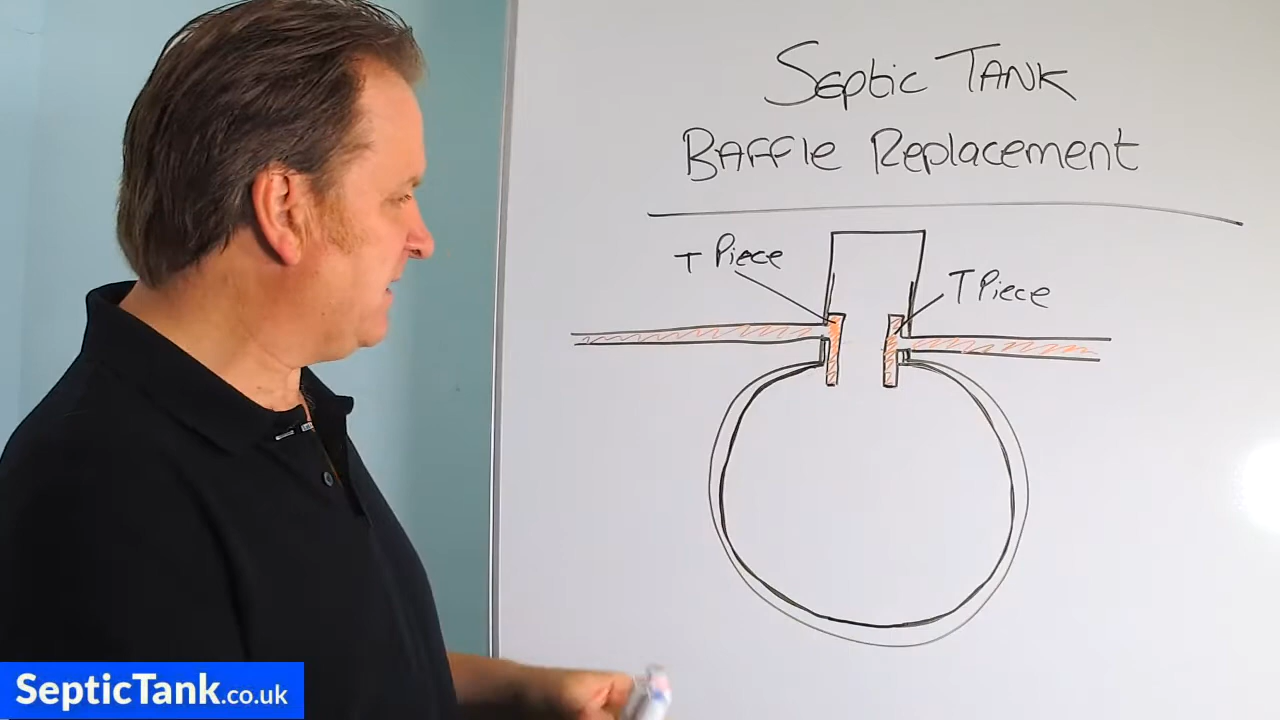 Septic Tank
Baffle Replacement
T Piece
T Piece
SepticTank.co.uk